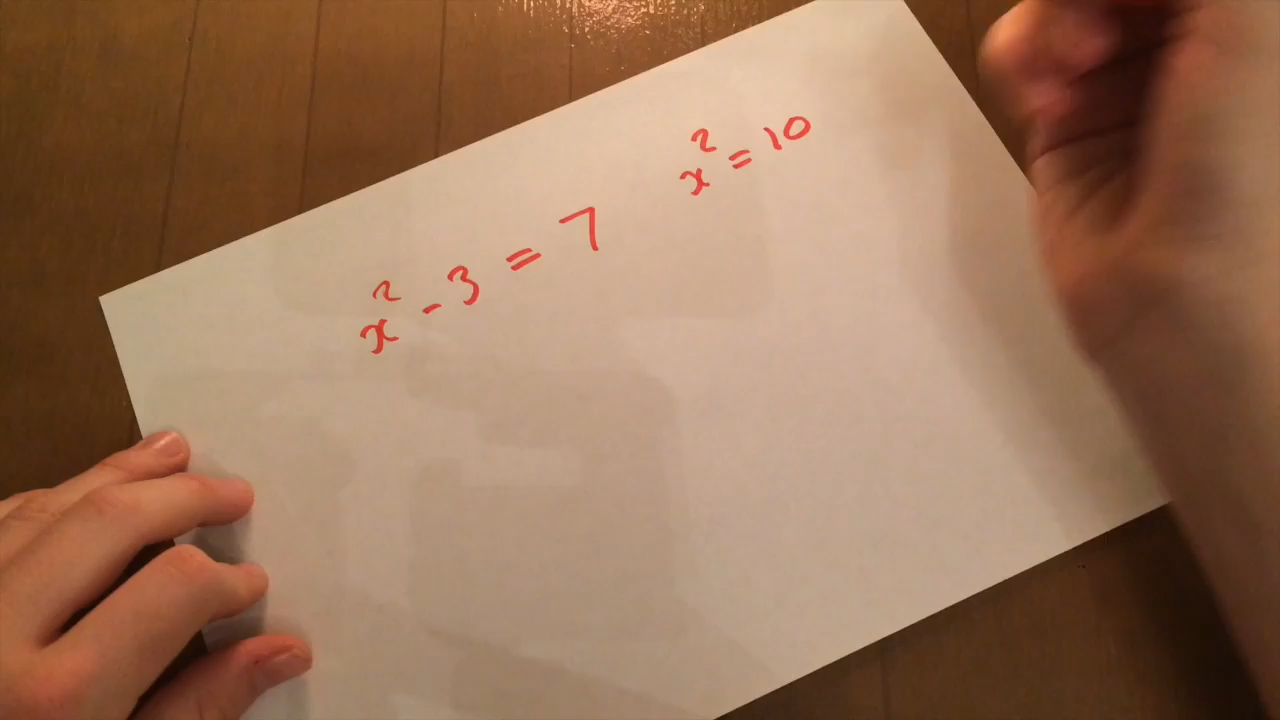 x² - 3 = 7
x² = 10